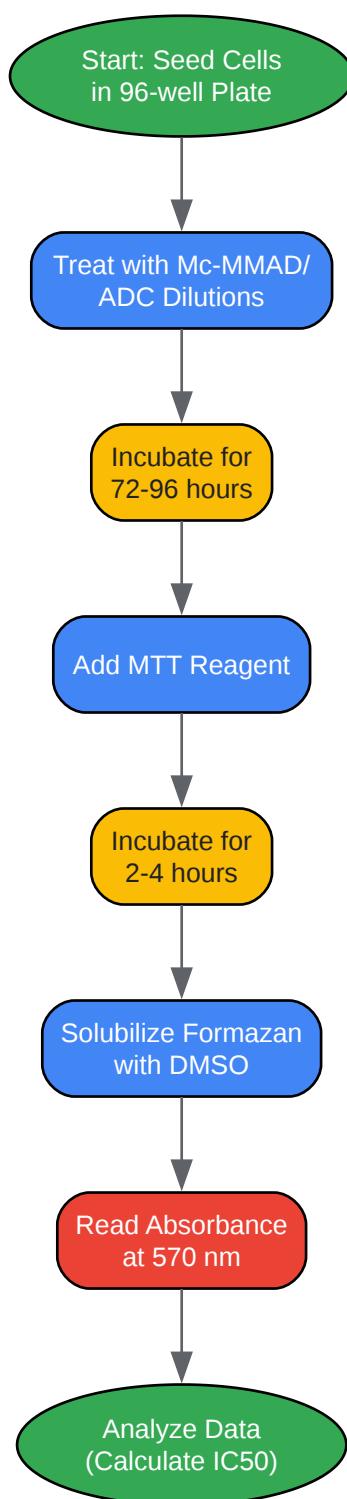 Start: Seed Cells
in 96-well Plate
Treat with Mc-MMAD/
ADC Dilutions
Incubate for
72-96 hours
Add MTT Reagent
Incubate for
2-4 hours
Solubilize Formazan
with DMSO
Read Absorbance
at 570 nm
Analyze Data
(Calculate IC50)